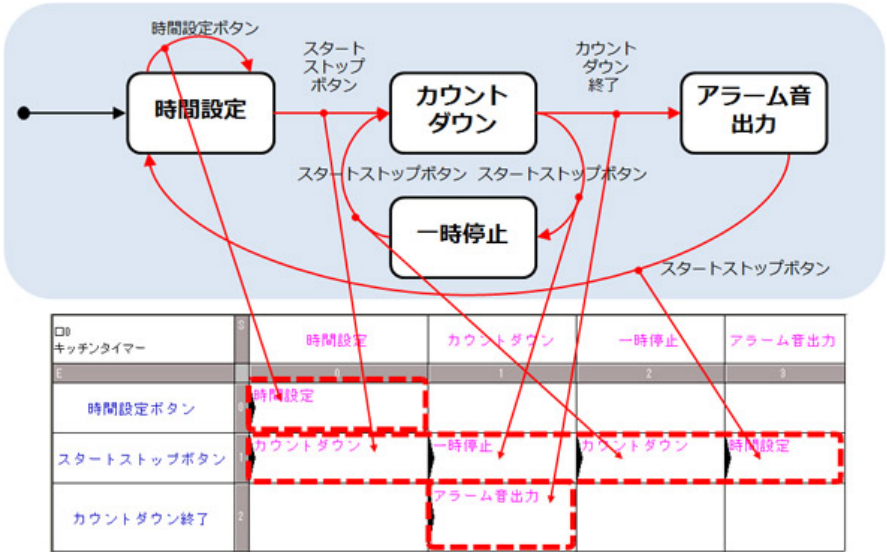 時間設定ボタン
スタート
ストップ
ボタン
カウント
ダウン
終了
時間設定
カウント
ダウン
アラーム音
出力
スタートストップボタン スタートストップボタン
一時停止
スタートストップボタン
口0
キッチンタイマー
S
時間設定
カウントダウン
一時停止
アラーム音出力
E
0
1
2
3
時間設定ボタン
0
時間設定
スタートストップボタン
1
カウントダウン
一時停止
カウントダウン
時間設定
カウントダウン終了
2
アラーム音出力